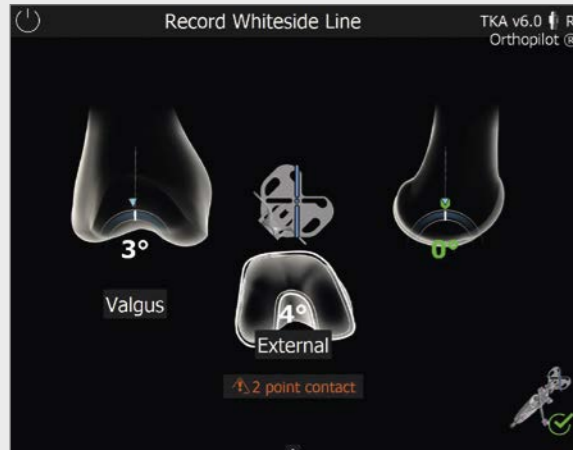 Record Whiteside Line
TKA v6.0 R
Orthopilot ®
3°
0°
Valgus
4°
External
2 point contact